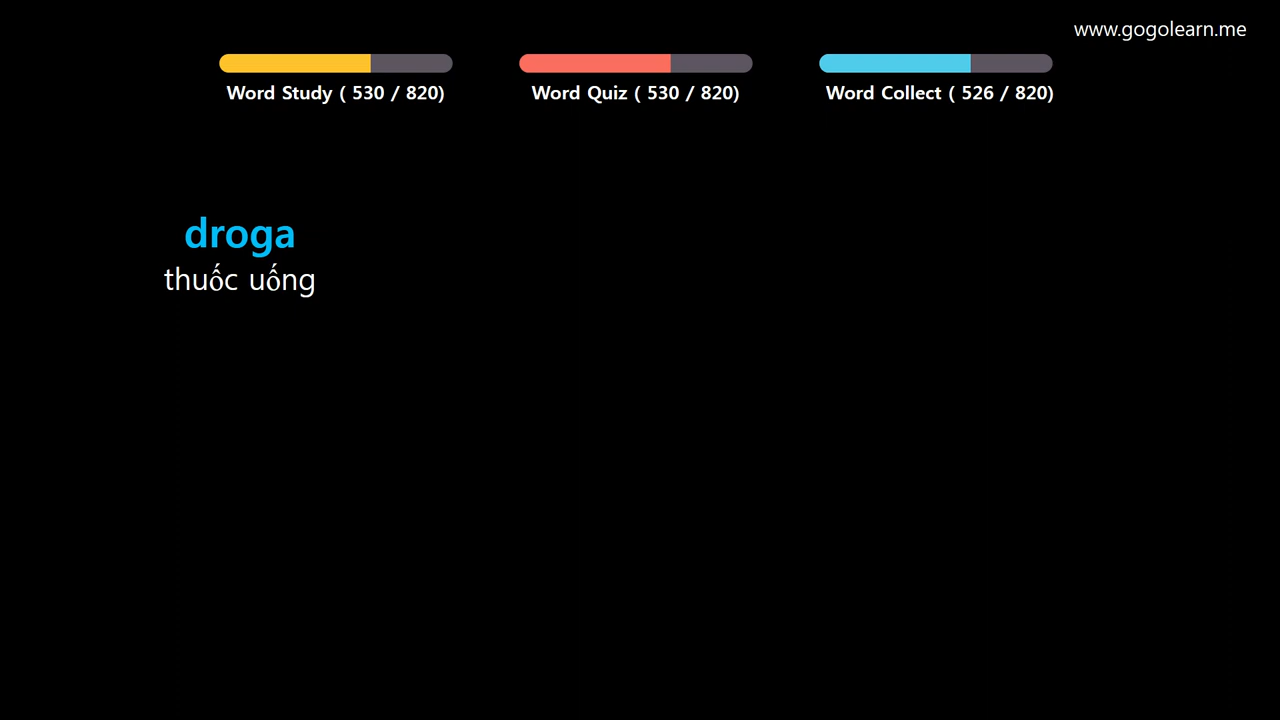 www.gogolearn.me
Word Study ( 530 / 820)
Word Quiz ( 530 / 820)
Word Collect ( 526 / 820)
droga
thuốc uống